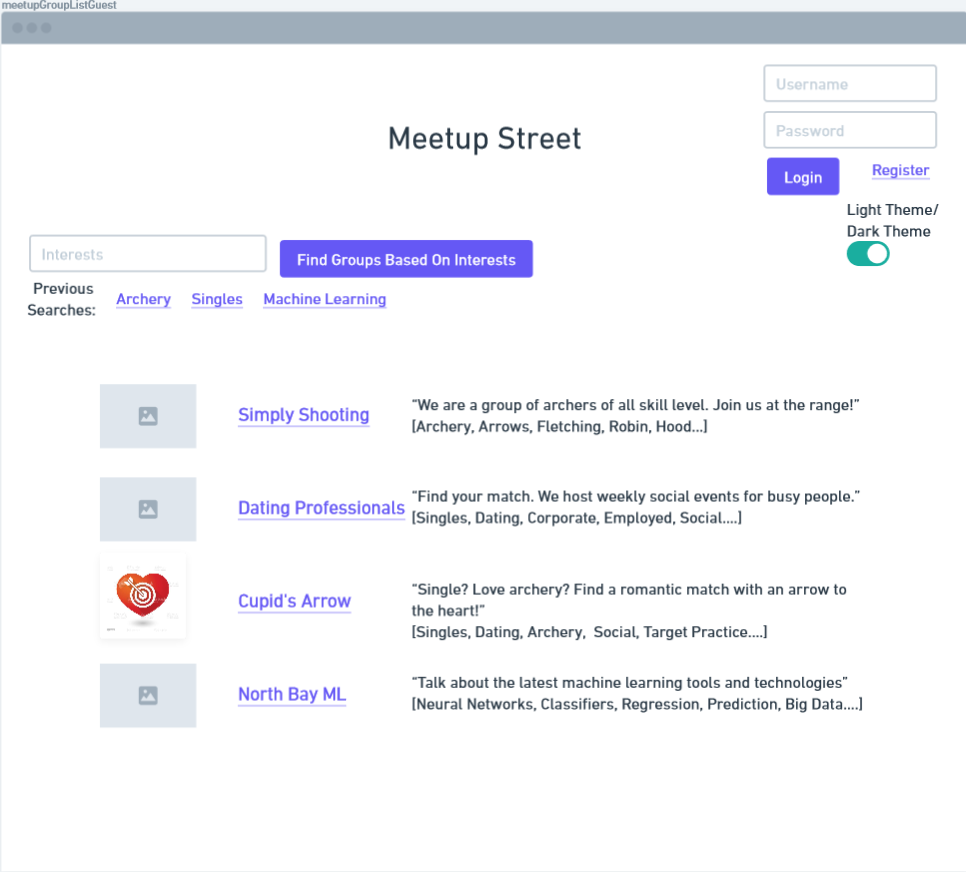 meetupGroupListGuest
Username
Password
Meetup Street
Login
Register
Light Theme/
Dark Theme
Interests
Find Groups Based On Interests
Previous
Searches:
Archery
Singles
Machine Learning
Simply Shooting
“We are a group of archers of all skill level. Join us at the range!”
[Archery, Arrows, Fletching, Robin, Hood...]
Dating Professionals
“Find your match. We host weekly social events for busy people.”
[Singles, Dating, Corporate, Employed, Social....]
Cupid's Arrow
“Single? Love archery? Find a romantic match with an arrow to
the heart!”
[Singles, Dating, Archery,  Social, Target Practice....]
North Bay ML
“Talk about the latest machine learning tools and technologies”
[Neural Networks, Classifiers, Regression, Prediction, Big Data....]